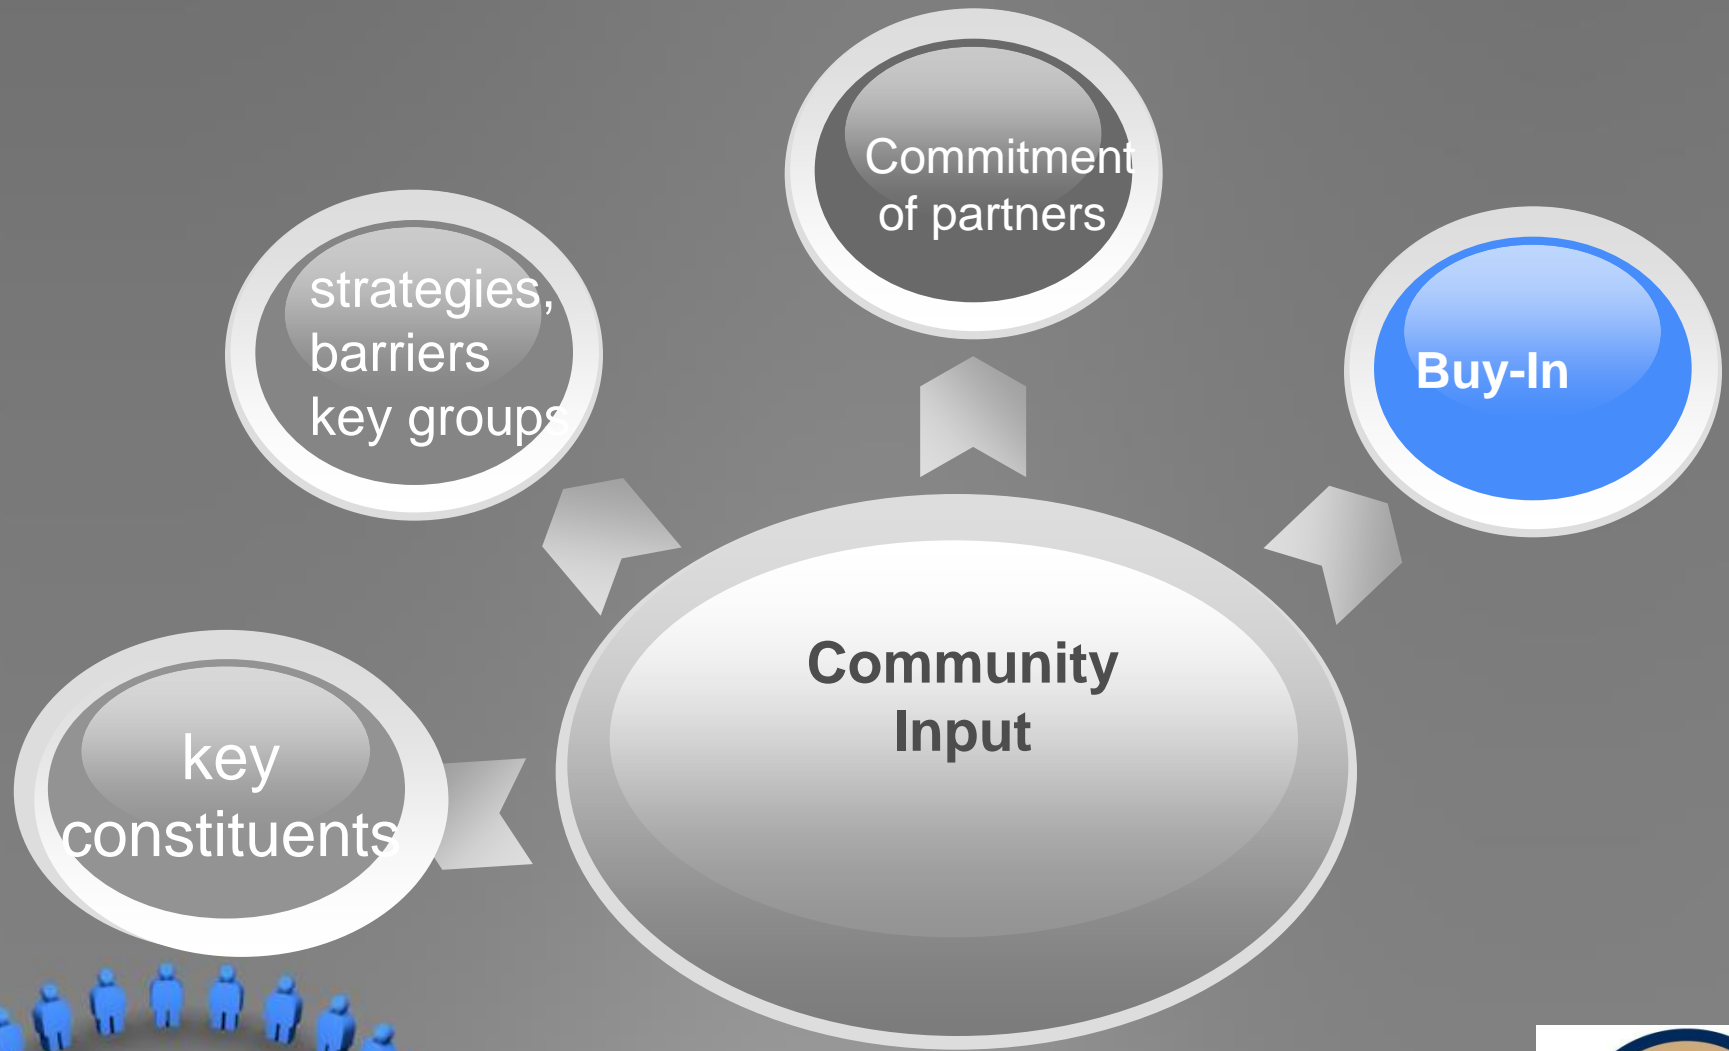 Commitment
of partners
strategies,
barriers
key groups
Buy-In
Community
Input
key
constituents